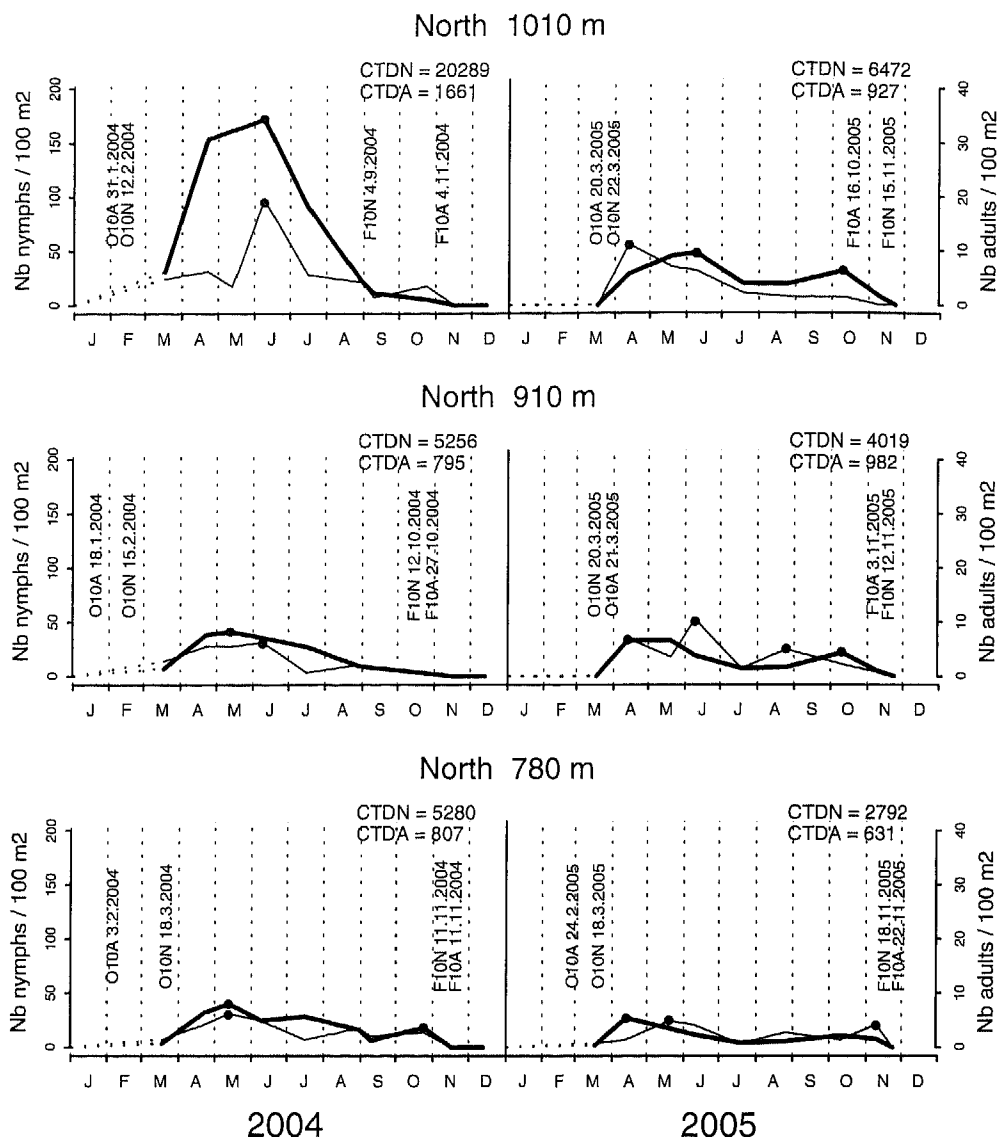 North 1010 m
CTDN = 20289
CTDA = 1661
CTDN = 6472
CTDA = 927
Nb nymphs / 100 m2
200
150
100
50
0
O10A 31.1.2004
O10N 12.2.2004
F10N 4.9.2004
F10A 4.11.2004
O10A 20.3.2005
O10N 22.3.2005
F10A 16.10.2005
F10N 15.11.2005
40
30
20
10
0
Nb adults / 100 m2
J F M A M J J A S O N D
J F M A M J J A S O N D
North 910 m
CTDN = 5256
CTDA = 795
CTDN = 4019
CTDA = 982
Nb nymphs / 100 m2
200
150
100
50
0
O10A 18.1.2004
O10N 15.2.2004
F10N 12.10.2004
F10A 27.10.2004
O10N 20.3.2005
O10A 21.3.2005
F10A 3.11.2005
F10N 12.11.2005
40
30
20
10
0
Nb adults / 100 m2
J F M A M J J A S O N D
J F M A M J J A S O N D
North 780 m
CTDN = 5280
CTDA = 807
CTDN = 2792
CTDA = 631
Nb nymphs / 100 m2
200
150
100
50
0
O10A 3.2.2004
O10N 18.3.2004
F10N 11.11.2004
F10A 11.11.2004
O10A 24.2.2005
O10N 18.3.2005
F10N 18.11.2005
F10A 22.11.2005
40
30
20
10
0
Nb adults / 100 m2
J F M A M J J A S O N D
J F M A M J J A S O N D
2004
2005